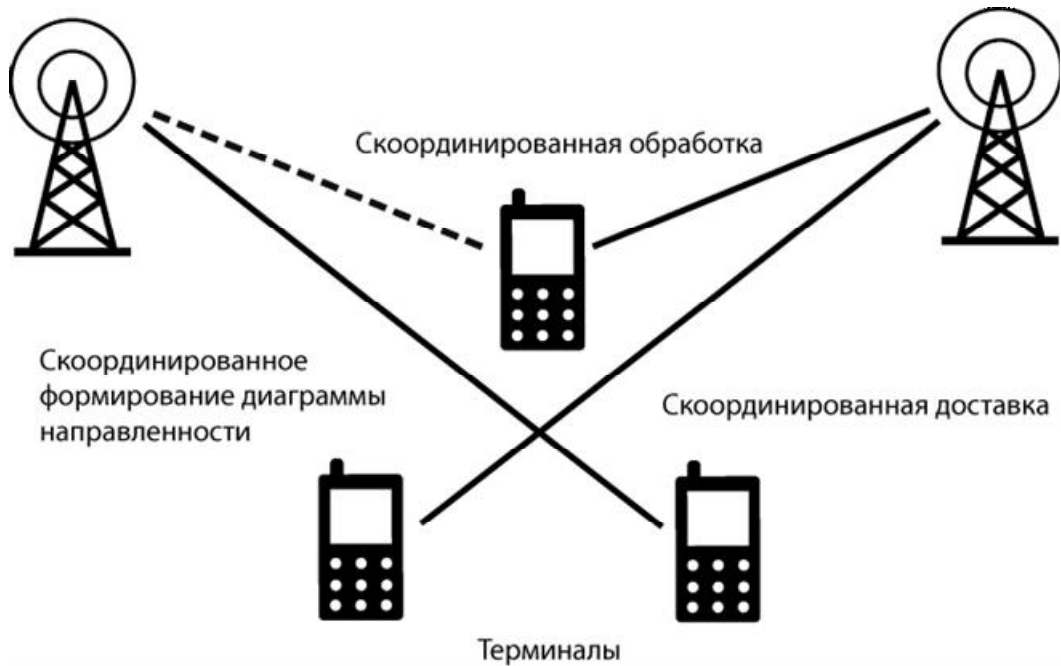 Скоординированная обработка
Скоординированное
формирование диаграммы
направленности
Скоординированная доставка
Терминалы